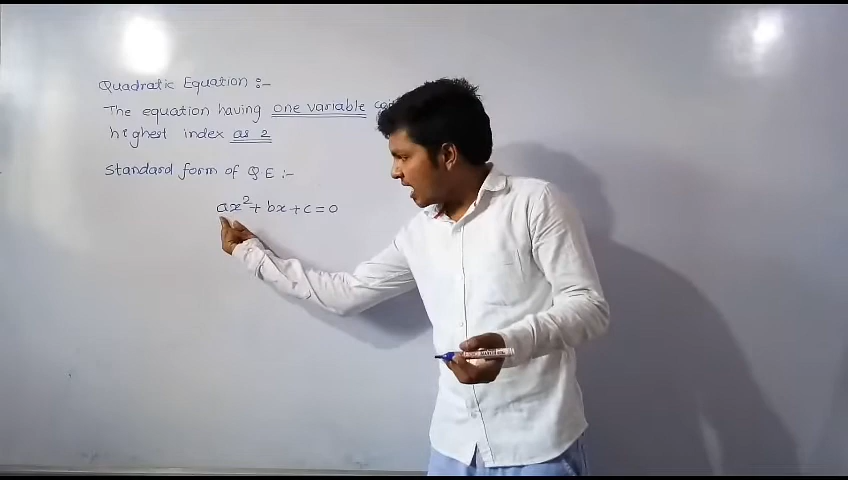 Quadratic Equation :-
The equation having one variable
highest index as 2
Standard form of Q.E :-
ax²+ bx + c = 0